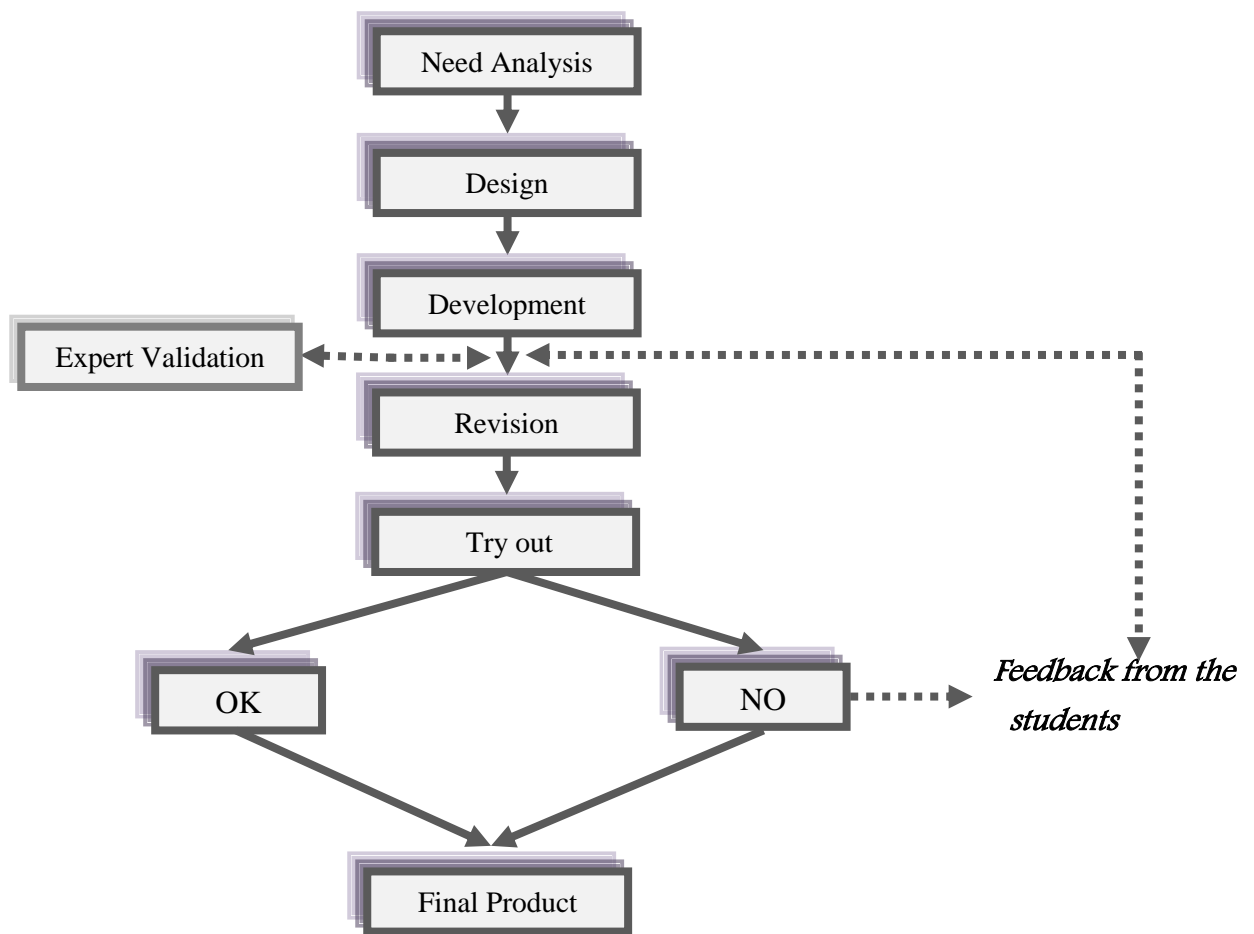 Need Analysis
Design
Development
Expert Validation
Revision
Try out
OK
NO
Feedback from the
students
Final Product